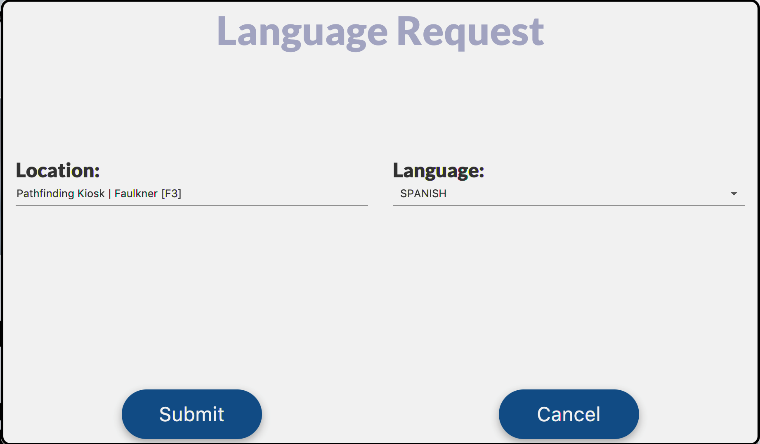 Language Request
Location:
Pathfinding Kiosk | Faulkner [F3]
Language:
SPANISH
Submit
Cancel